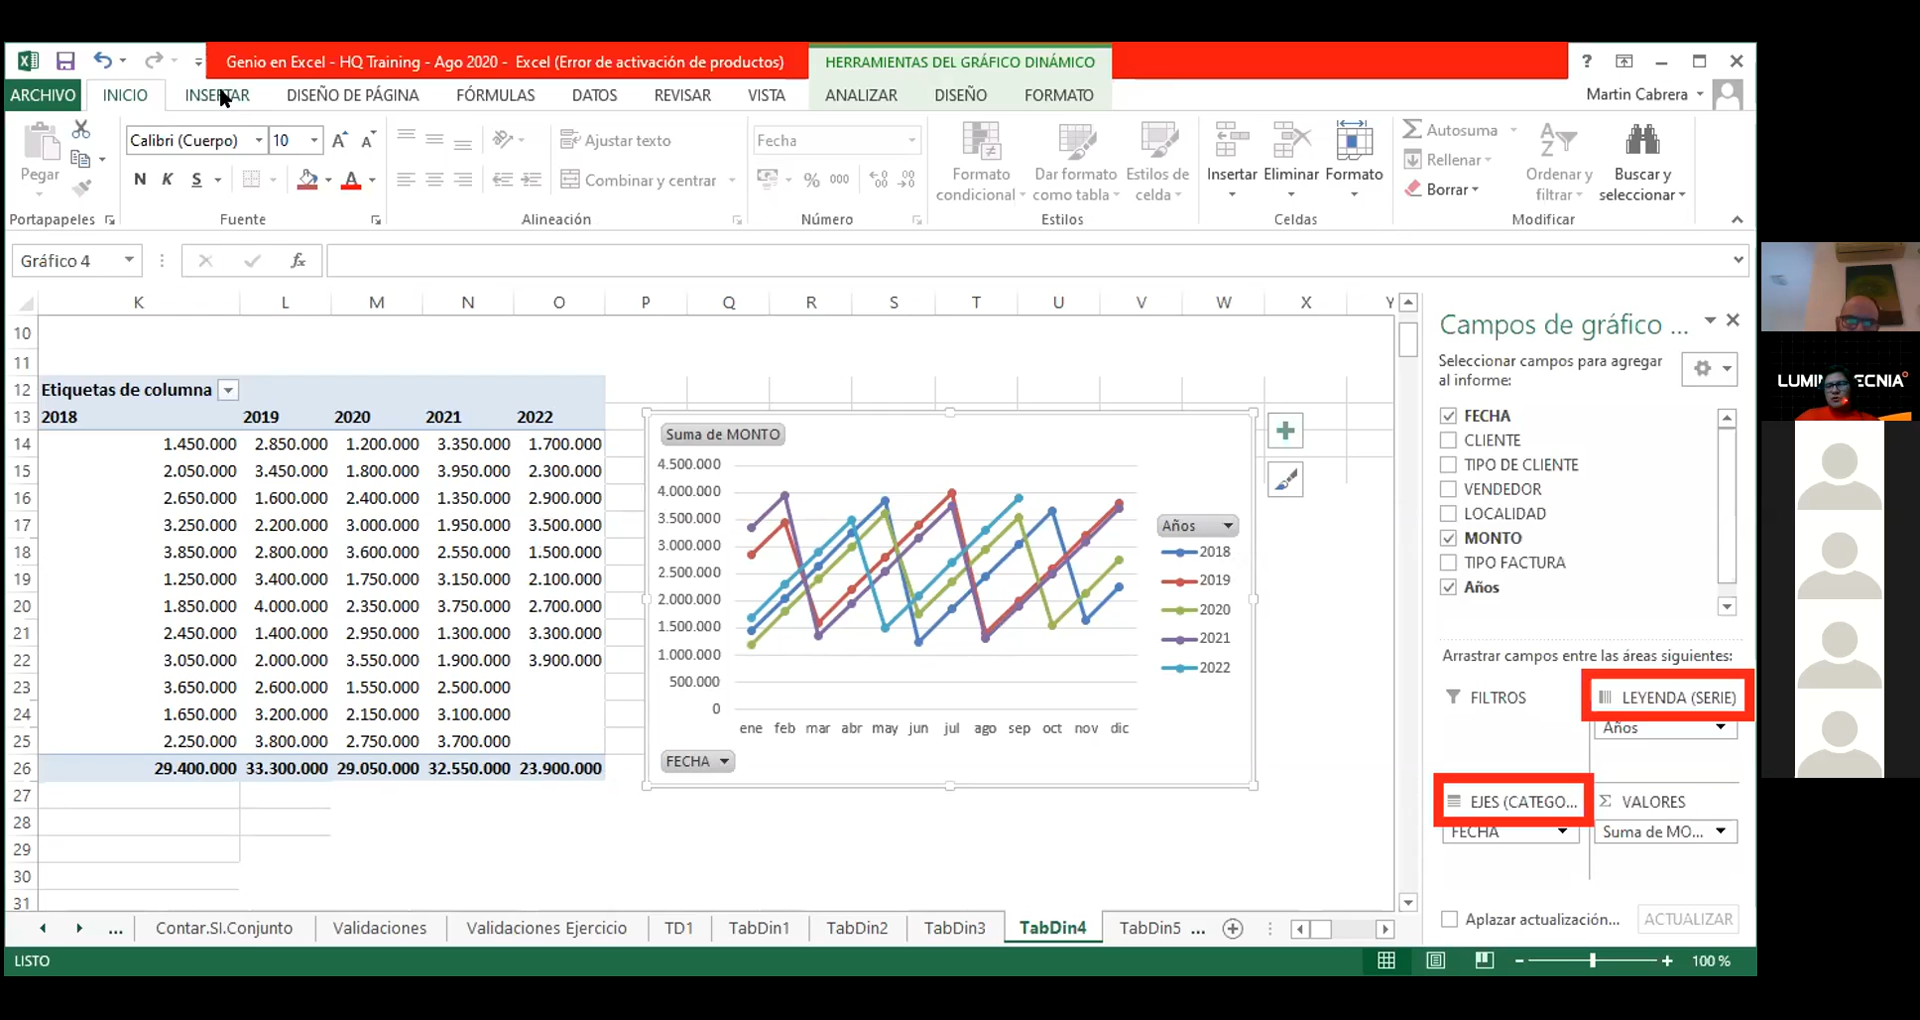 Genio en Excel - HQ Training - Ago 2020 - Excel (Error de activación de productos)
HERRAMIENTAS DEL GRÁFICO DINÁMICO
ARCHIVO INICIO INSERTAR DISEÑO DE PÁGINA FÓRMULAS DATOS REVISAR VISTA ANALIZAR DISEÑO FORMATO Martin Cabrera
Calibri (Cuerpo) 10 Ajustar texto Fecha Autosuma
Pegar N K S Combinar y centrar % 000 Formato condicional Dar formato como tabla Estilos de celda Insertar Eliminar Formato Rellenar Borrar Ordenar y filtrar Buscar y seleccionar
Portapapeles Fuente Alineación Número Estilos Celdas Modificar
Gráfico 4 fx
K L M N O P Q R S T U V W X Y
10
11
12 Etiquetas de columna
13 2018 2019 2020 2021 2022
14 1.450.000 2.850.000 1.200.000 3.350.000 1.700.000
15 2.050.000 3.450.000 1.800.000 3.950.000 2.300.000
16 2.650.000 1.600.000 2.400.000 1.350.000 2.900.000
17 3.250.000 2.200.000 3.000.000 1.950.000 3.500.000
18 3.850.000 2.800.000 3.600.000 2.550.000 1.500.000
19 1.250.000 3.400.000 1.750.000 3.150.000 2.100.000
20 1.850.000 4.000.000 2.350.000 3.750.000 2.700.000
21 2.450.000 1.400.000 2.950.000 1.300.000 3.300.000
22 3.050.000 2.000.000 3.550.000 1.900.000 3.900.000
23 3.650.000 2.600.000 1.550.000 2.500.000
24 1.650.000 3.200.000 2.150.000 3.100.000
25 2.250.000 3.800.000 2.750.000 3.700.000
26 29.400.000 33.300.000 29.050.000 32.550.000 23.900.000
27
28
29
30
31
Suma de MONTO
4.500.000
4.000.000
3.500.000
3.000.000
2.500.000
2.000.000
1.500.000
1.000.000
500.000
0
ene feb mar abr may jun jul ago sep oct nov dic
FECHA
Años
2018
2019
2020
2021
2022
Campos de gráfico ...
Seleccionar campos para agregar
al informe:
FECHA
CLIENTE
TIPO DE CLIENTE
VENDEDOR
LOCALIDAD
MONTO
TIPO FACTURA
Años
Arrastrar campos entre las áreas siguientes:
FILTROS LEYENDA (SERIE)
Años
EJES (CATEGO... VALORES
FECHA Suma de MO...
Aplazar actualización... ACTUALIZAR
... Contar.SI.Conjunto Validaciones Validaciones Ejercicio TD1 TabDin1 TabDin2 TabDin3 TabDin4 TabDin5 ...
LISTO 100 %